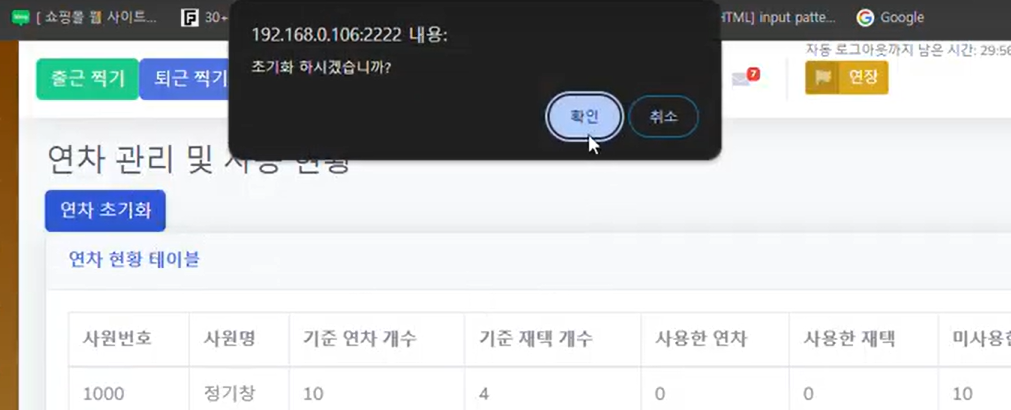 [ 쇼핑몰 웹 사이트...
30+
HTML] input patte...
Google
192.168.0.106:2222 내용:
초기화 하시겠습니까?
확인
취소
자동 로그아웃까지 남은 시간: 29:56
출근 찍기
퇴근 찍기
7
연장
연차 관리 및 사용 현황
연차 초기화
연차 현황 테이블
사원번호 사원명 기준 연차 개수 기준 재택 개수 사용한 연차 사용한 재택 미사용한
1000 정기창 10 4 0 0 10